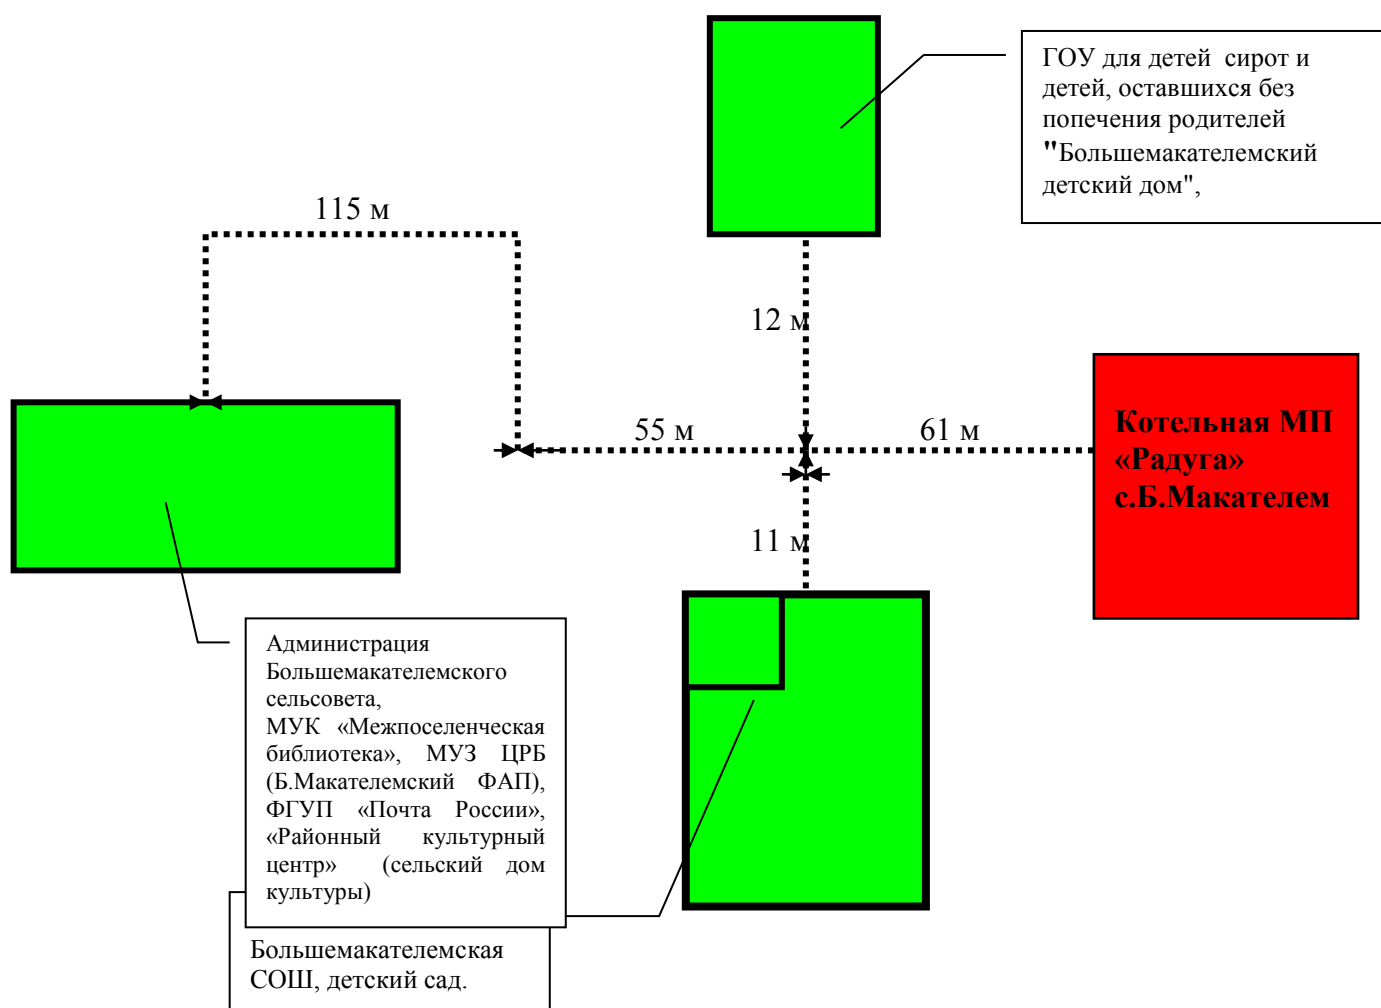 ГОУ для детей сирот и
детей, оставшихся без
попечения родителей
"Большемакателемский
детский дом",
115 м
12 м
55 м
61 м
Котельная МП
«Радуга»
с.Б.Макателем
11 м
Администрация
Большемакателемского
сельсовета,
МУК «Межпоселенческая
библиотека», МУЗ ЦРБ
(Б.Макателемский ФАП),
ФГУП «Почта России»,
«Районный культурный
центр» (сельский дом
культуры)
Большемакателемская
СОШ, детский сад.